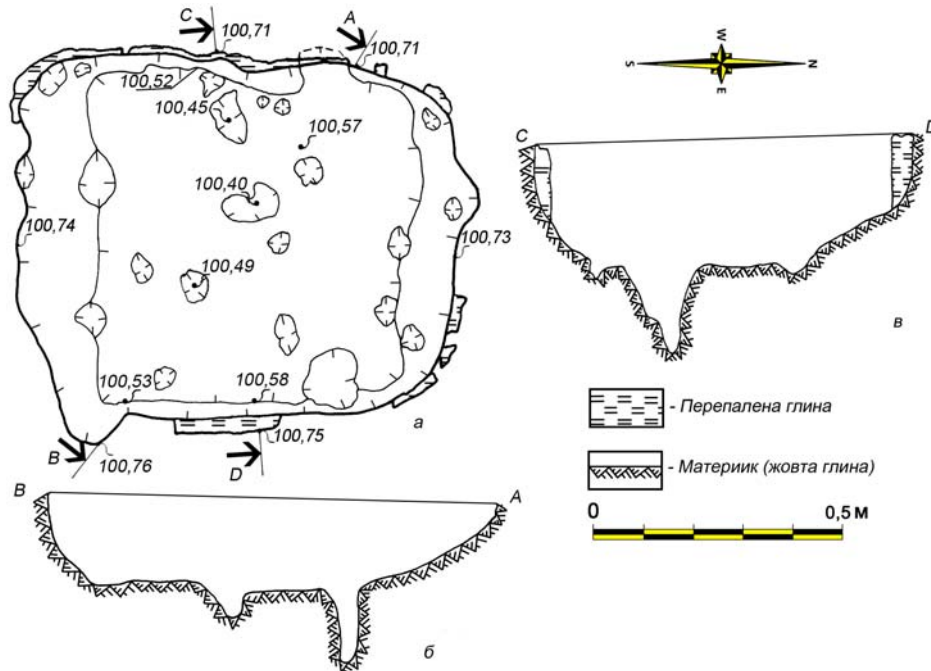 C
A
100,71
100,71
100,52
100,45
100,57
100,40
100,74
100,73
100,49
100,53
100,58
а
B
100,76
100,75
D
W
S
N
E
C
D
в
- Перепалена глина
- Матернik (жовта глина)
0
0,5 м
B
A
б